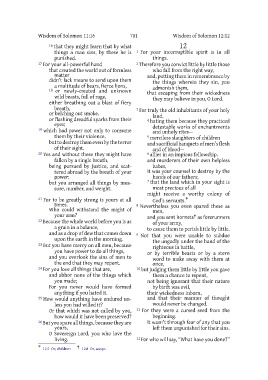 Wisdom of Solomon 11:16 781 Wisdom of Solomon 12:12
16 that they might learn that by what
things a man sins, by these he is
punished.
17 For your all-powerful hand
that created the world out of formless
matter
didn't lack means to send upon them
a multitude of bears, fierce lions,
18 or newly-created and unknown
wild beasts, full of rage,
either breathing out a blast of fiery
breath,
or belching out smoke,
or flashing dreadful sparks from their
eyes;
19 which had power not only to consume
them by their violence,
but to destroy them even by the terror
of their sight.
20 Yes and without these they might have
fallen by a single breath,
being pursued by Justice, and scat-
tered abroad by the breath of your
power;
but you arranged all things by meas-
ure, number, and weight.
21 For to be greatly strong is yours at all
times.
Who could withstand the might of
your arm?
22 Because the whole world before you is as
a grain in a balance,
and as a drop of dew that comes down
upon the earth in the morning.
23 But you have mercy on all men, because
you have power to do all things,
and you overlook the sins of men to
the end that they may repent.
24 For you love all things that are,
and abhor none of the things which
you made;
For you never would have formed
anything if you hated it.
25 How would anything have endured un-
less you had willed it?
Or that which was not called by you,
how would it have been preserved?
26 But you spare all things, because they are
yours,
O Sovereign Lord, you who love the
living.
12
1 For your incorruptible spirit is in all
things.
2 Therefore you convict little by little those
who fall from the right way,
and, putting them in remembrance by
the things wherein they sin, you
admonish them,
that escaping from their wickedness
they may believe in you, O Lord.
3 For truly the old inhabitants of your holy
land,
4 hating them because they practiced
detestable works of enchantments
and unholy rites—
5 merciless slaughters of children
and sacrificial banquets of men's flesh
and of blood—
6 allies in an impious fellowship,
and murderers of their own helpless
babes,
it was your counsel to destroy by the
hands of our fathers;
7 that the land which in your sight is
most precious of all
might receive a worthy colony of
God's servants.
8 Nevertheless you even spared these as
men,
and you sent hornets as forerunners
of your army,
to cause them to perish little by little.
9 Not that you were unable to subdue
the ungodly under the hand of the
righteous in battle,
or by terrible beasts or by a stern
word to make away with them at
once,
10 but judging them little by little you gave
them a chance to repent,
not being ignorant that their nature
by birth was evil,
their wickedness inborn,
and that their manner of thought
would never be changed.
11 For they were a cursed seed from the
beginning.
It wasn't through fear of any that you
left them unpunished for their sins.
12 For who will say, "What have you done?"